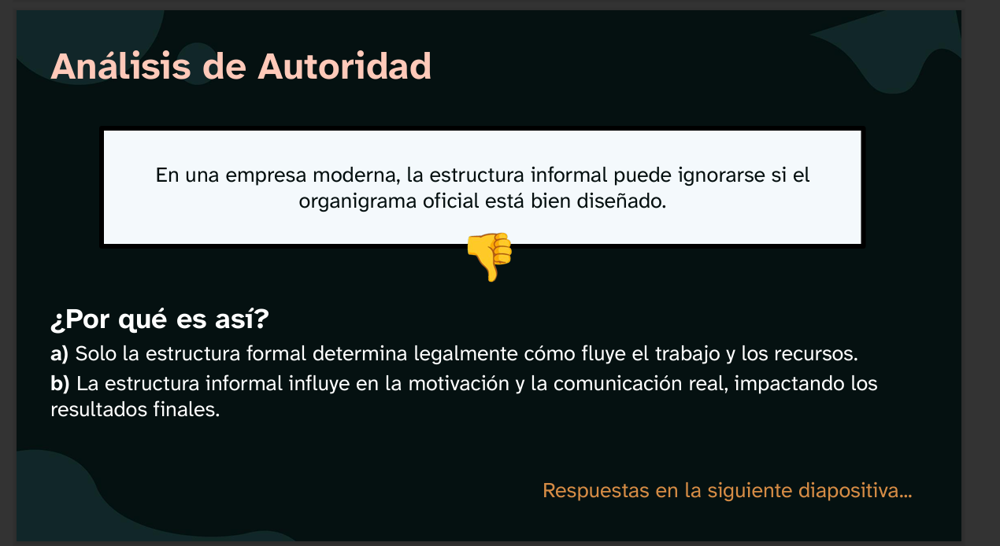 Análisis de Autoridad
En una empresa moderna, la estructura informal puede ignorarse si el
organigrama oficial está bien diseñado.
¿Por qué es así?
a) Solo la estructura formal determina legalmente cómo fluye el trabajo y los recursos.
b) La estructura informal influye en la motivación y la comunicación real, impactando los
resultados finales.
Respuestas en la siguiente diapositiva...